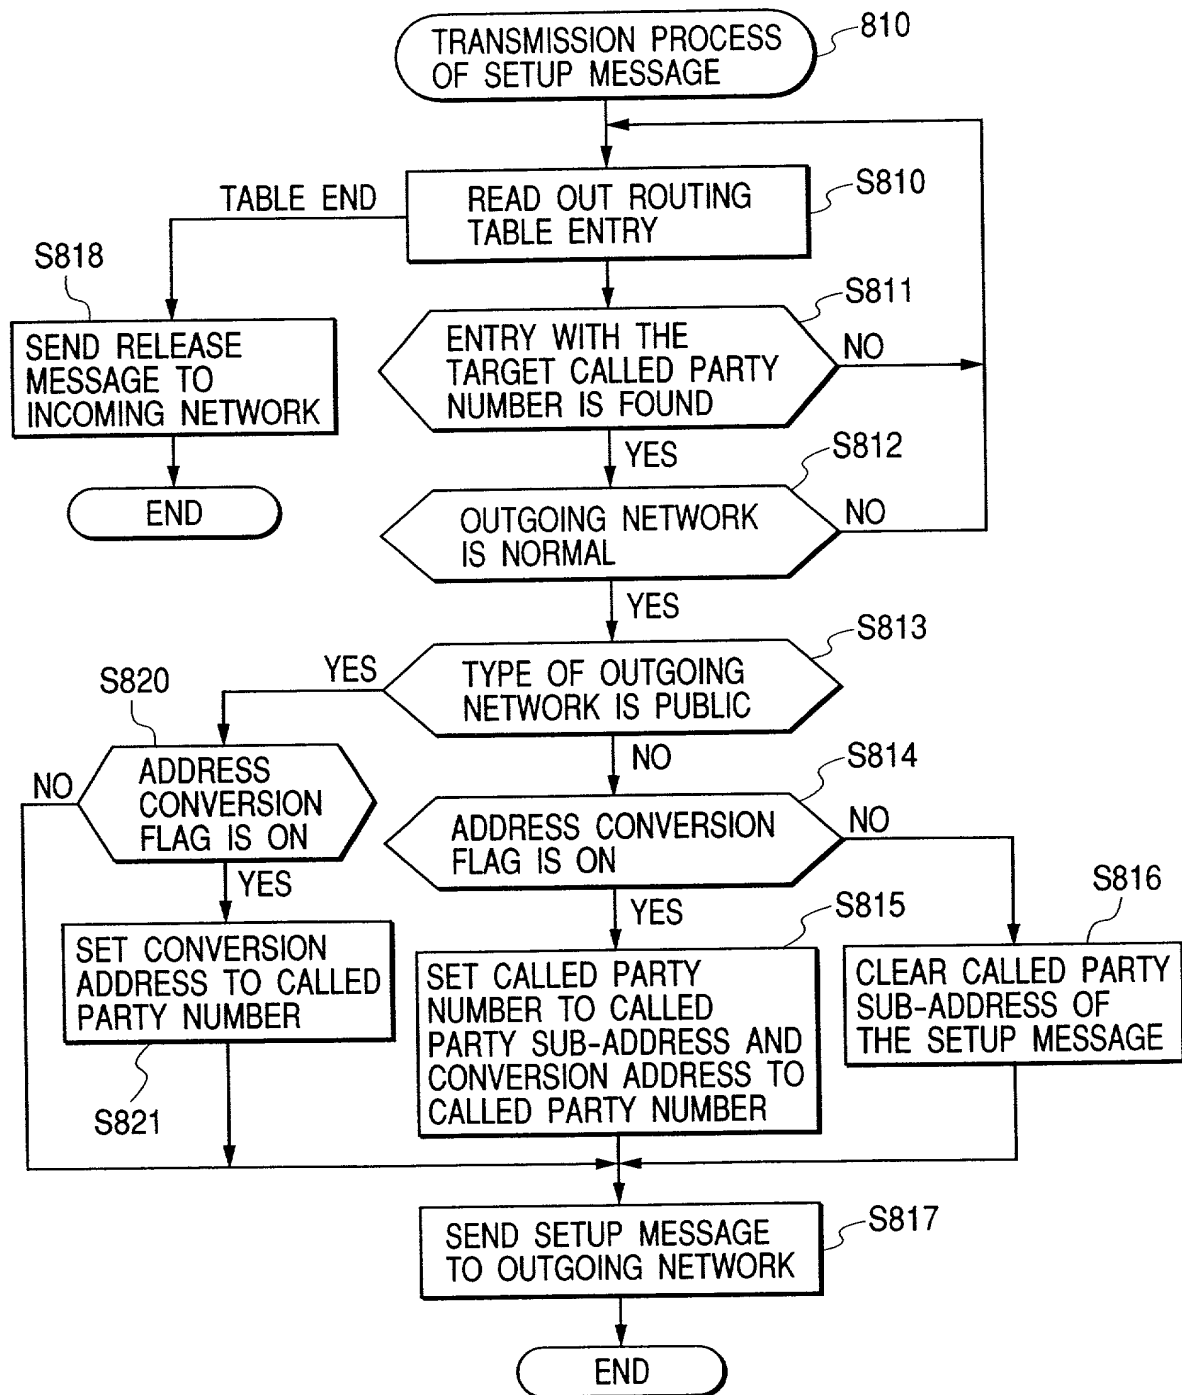 TRANSMISSION PROCESS
OF SETUP MESSAGE
810
READ OUT ROUTING
TABLE ENTRY
S810
TABLE END
S818
SEND RELEASE
MESSAGE TO
INCOMING NETWORK
END
ENTRY WITH THE
TARGET CALLED PARTY
NUMBER IS FOUND
S811
NO
YES
OUTGOING NETWORK
IS NORMAL
S812
NO
YES
TYPE OF OUTGOING
NETWORK IS PUBLIC
S813
YES
NO
S820
ADDRESS
CONVERSION
FLAG IS ON
NO
YES
SET CONVERSION
ADDRESS TO CALLED
PARTY NUMBER
S821
ADDRESS CONVERSION
FLAG IS ON
S814
NO
YES
SET CALLED PARTY
NUMBER TO CALLED
PARTY SUB-ADDRESS AND
CONVERSION ADDRESS TO
CALLED PARTY NUMBER
S815
S816
CLEAR CALLED PARTY
SUB-ADDRESS OF
THE SETUP MESSAGE
SEND SETUP MESSAGE
TO OUTGOING NETWORK
S817
END